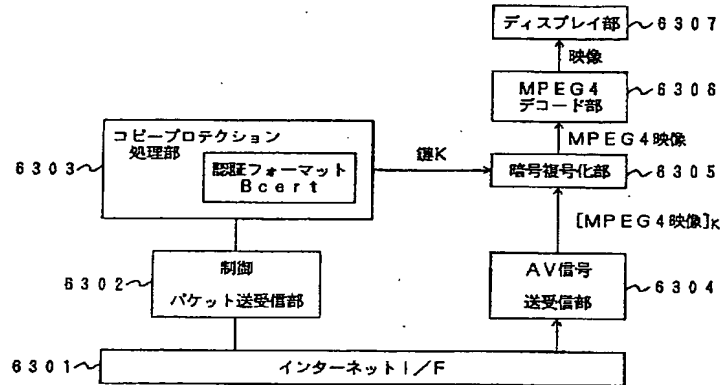 ディスプレイ部 6307
映像
MPEG4
デコード部 6306
MPEG4映像
コピープロテクション
処理部
認証フォーマット
Bcert
6303
鍵K
暗号復号化部 6305
[MPEG4映像]K
制御
パケット送受信部
6302
AV信号
送受信部
6304
6301
インターネットI/F